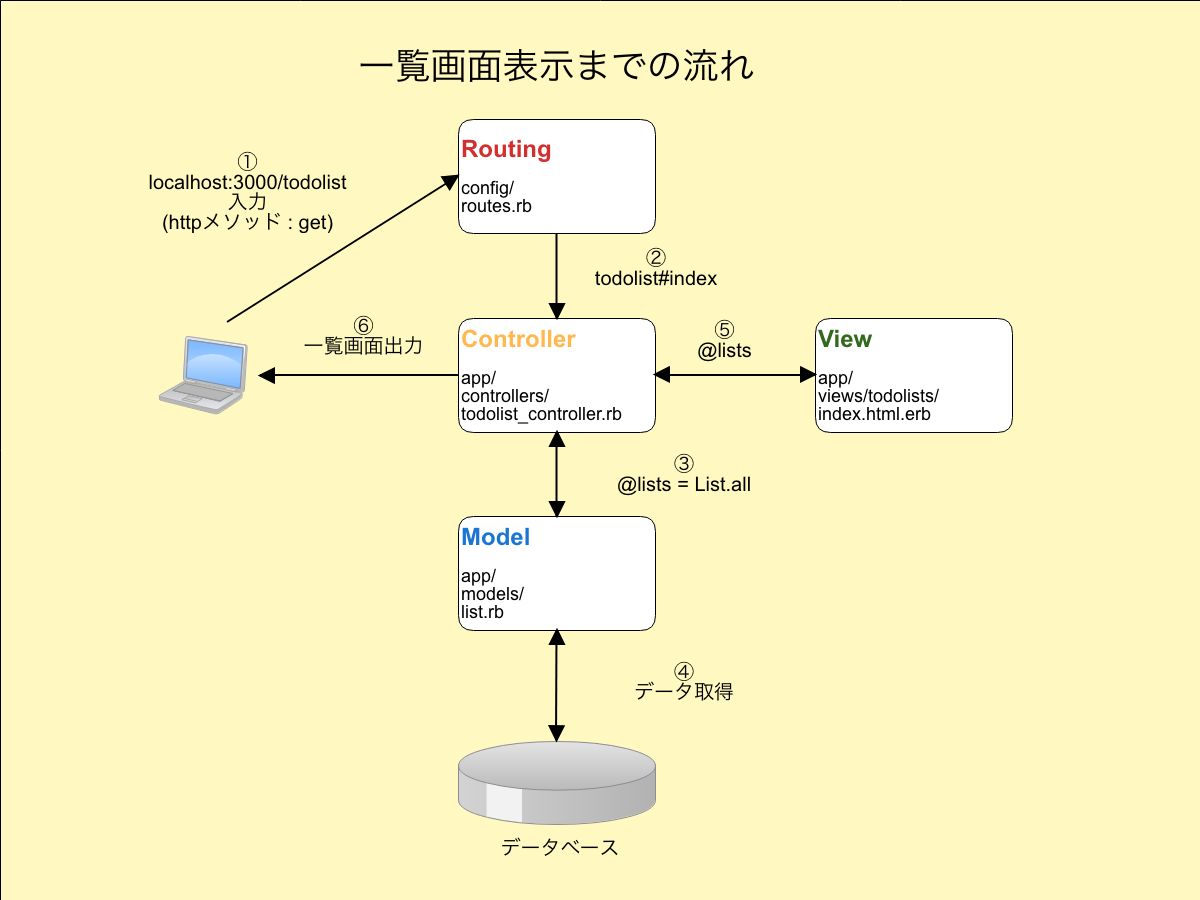 一覧画面表示までの流れ
①
localhost:3000/todolist
入力
(httpメソッド : get)
Routing
config/
routes.rb
②
todolist#index
⑥
一覧画面出力
Controller
app/
controllers/
todolist_controller.rb
⑤
@lists
View
app/
views/todolists/
index.html.erb
③
@lists = List.all
Model
app/
models/
list.rb
④
データ取得
データベース